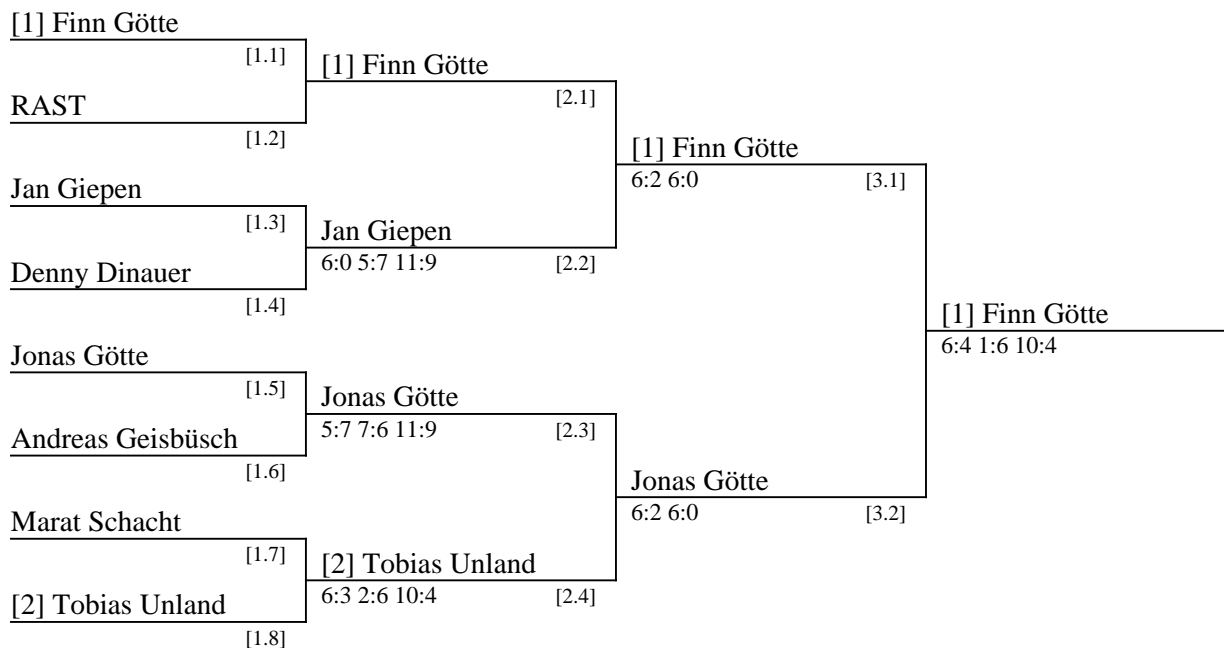 [1] Finn Götte
[1.1]
[1] Finn Götte
RAST
[2.1]
[1.2]
[1] Finn Götte
Jan Giepen
6:2 6:0
[3.1]
[1.3]
Jan Giepen
Denny Dinauer
6:0 5:7 11:9
[2.2]
[1.4]
[1] Finn Götte
Jonas Götte
6:4 1:6 10:4
[1.5]
Jonas Götte
Andreas Geisbüsch
5:7 7:6 11:9
[2.3]
[1.6]
Jonas Götte
Marat Schacht
6:2 6:0
[3.2]
[1.7]
[2] Tobias Unland
[2] Tobias Unland
6:3 2:6 10:4
[2.4]
[1.8]